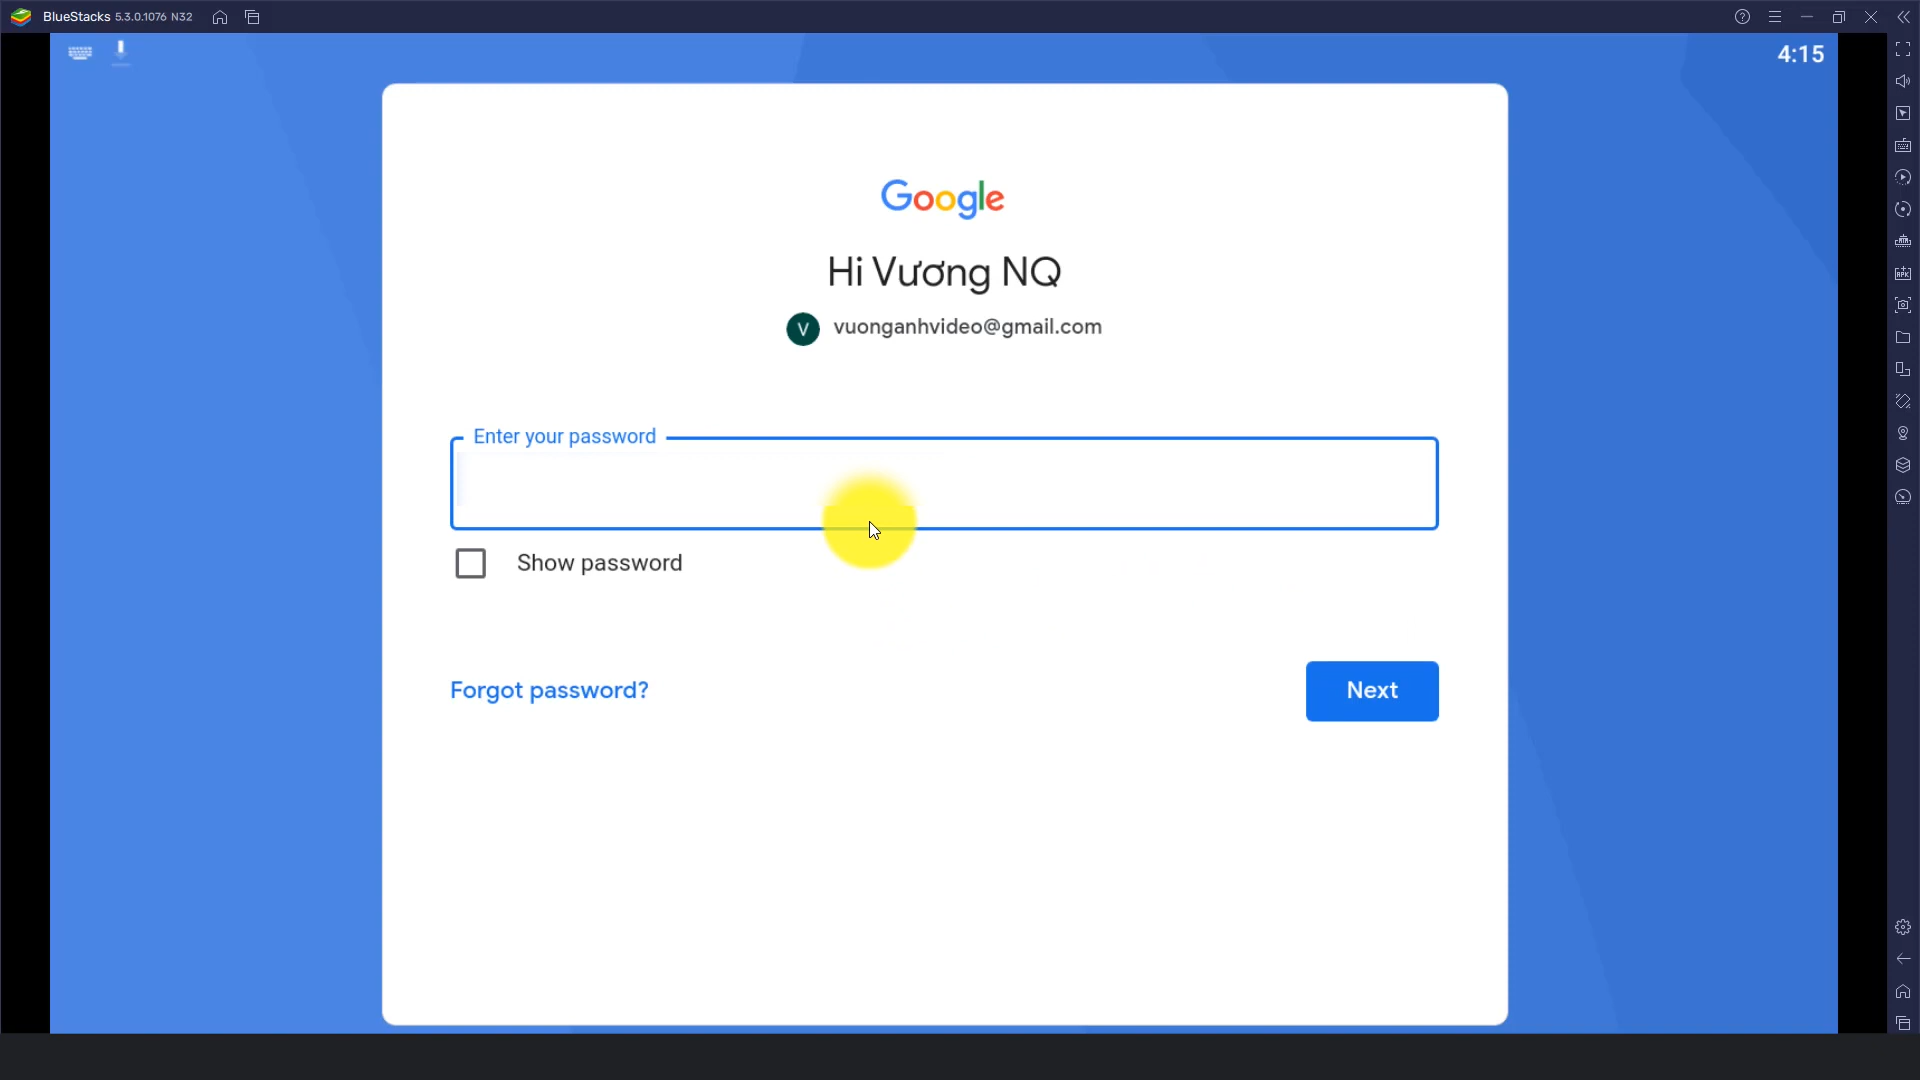 BlueStacks 5.3.0.1076 N32
4:15
Google
Hi Vương NQ
V vuonganhvideo@gmail.com
Enter your password
Show password
Forgot password?
Next